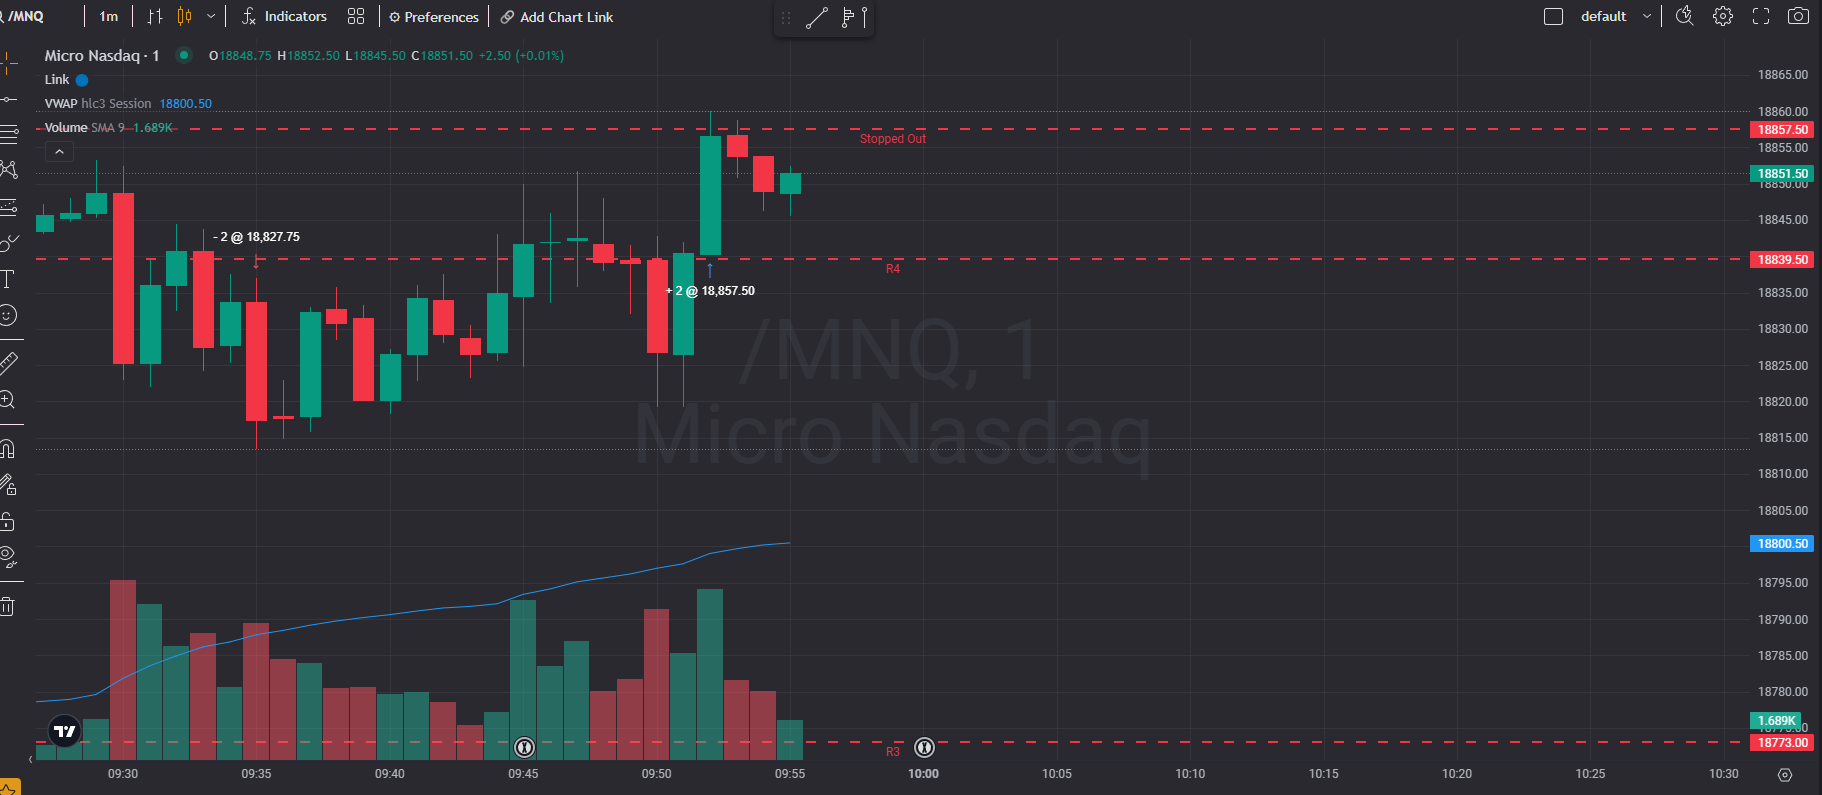 /MNQ 1m Indicators Preferences Add Chart Link default
Micro Nasdaq · 1 O18848.75 H18852.50 L18845.50 C18851.50 +2.50 (+0.01%)
Link
VWAP hlc3 Session 18800.50
Volume SMA 9 1.689K
Stopped Out
- 2 @ 18,827.75
R4
+ 2 @ 18,857.50
/MNQ, 1
Micro Nasdaq
R3
18865.00
18860.00
18857.50
18855.00
18851.50
18850.00
18845.00
18839.50
18835.00
18830.00
18825.00
18820.00
18815.00
18810.00
18805.00
18800.50
18795.00
18790.00
18785.00
18780.00
1.689K
18773.00
09:30 09:35 09:40 09:45 09:50 09:55 10:00 10:05 10:10 10:15 10:20 10:25 10:30